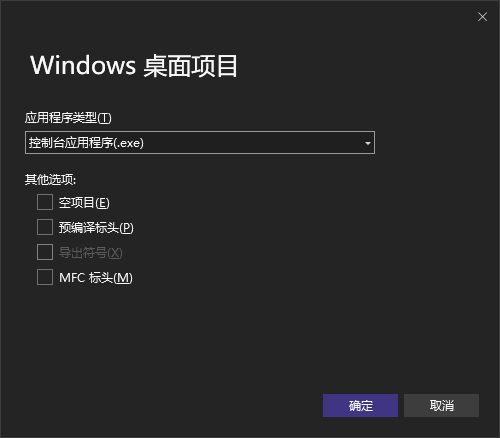 Windows 桌面项目
应用程序类型(T)
控制台应用程序(.exe)
其他选项:
空项目(E)
预编译标头(P)
导出符号(X)
MFC 标头(M)
确定 取消